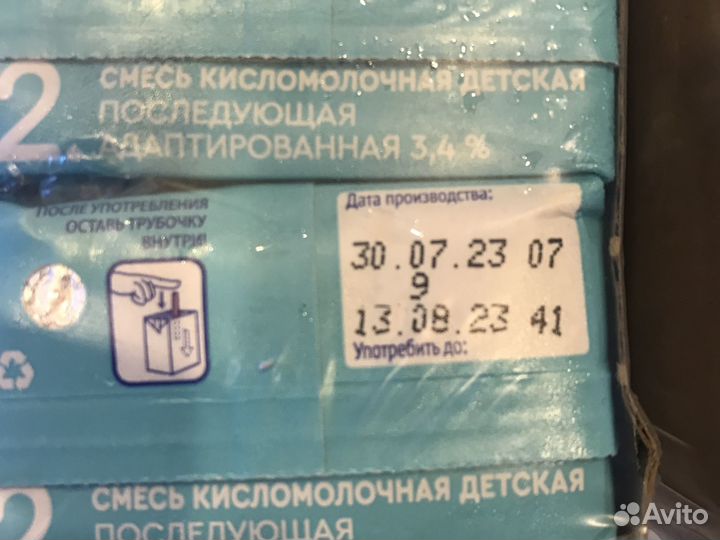 2
СМЕСЬ КИСЛОМОЛОЧНАЯ ДЕТСКАЯ
ПОСЛЕДУЮЩАЯ
АДАПТИРОВАННАЯ 3,4 %
ПОСЛЕ УПОТРЕБЛЕНИЯ
ОСТАВЬ ТРУБОЧКУ
ВНУТРИ!
Дата производства:
30.07.23 07
9
13.08.23 41
Употребить до:
2
СМЕСЬ КИСЛОМОЛОЧНАЯ ДЕТСКАЯ
ПОСЛЕДУЮЩАЯ
Avito